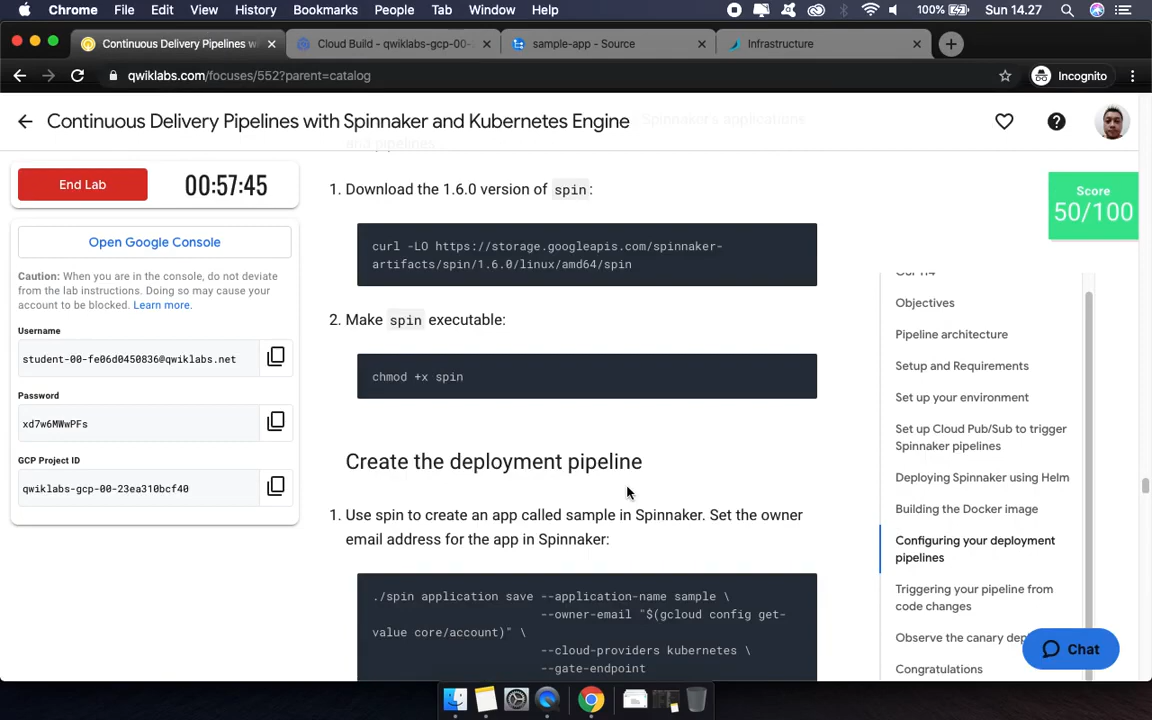 Chrome File Edit View History Bookmarks People Tab Window Help 100% Sun 14.27
Continuous Delivery Pipelines w
Cloud Build - qwiklabs-gcp-00-
sample-app - Source
Infrastructure
qwiklabs.com/focuses/552?parent=catalog
Incognito
Continuous Delivery Pipelines with Spinnaker and Kubernetes Engine
Spinnaker's applications
and pipelines.
End Lab
00:57:45
Open Google Console
Caution: When you are in the console, do not deviate
from the lab instructions. Doing so may cause your
account to be blocked. Learn more.
Username
student-00-fe06d0450836@qwiklabs.net
Password
xd7w6MWwPFs
GCP Project ID
qwiklabs-gcp-00-23ea310bcf40
1. Download the 1.6.0 version of spin:
curl -LO https://storage.googleapis.com/spinnaker-
artifacts/spin/1.6.0/linux/amd64/spin
2. Make spin executable:
chmod +x spin
Create the deployment pipeline
1. Use spin to create an app called sample in Spinnaker. Set the owner
email address for the app in Spinnaker:
./spin application save --application-name sample \
--owner-email "$(gcloud config get-
value core/account)" \
--cloud-providers kubernetes \
--gate-endpoint
Score
50/100
Objectives
Pipeline architecture
Setup and Requirements
Set up your environment
Set up Cloud Pub/Sub to trigger
Spinnaker pipelines
Deploying Spinnaker using Helm
Building the Docker image
Configuring your deployment
pipelines
Triggering your pipeline from
code changes
Observe the canary dep
Congratulations
Chat